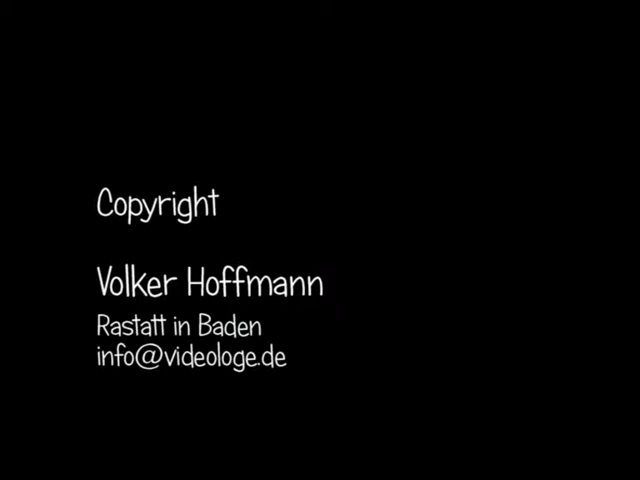 Copyright
Volker Hoffmann
Rastatt in Baden
info@videologe.de